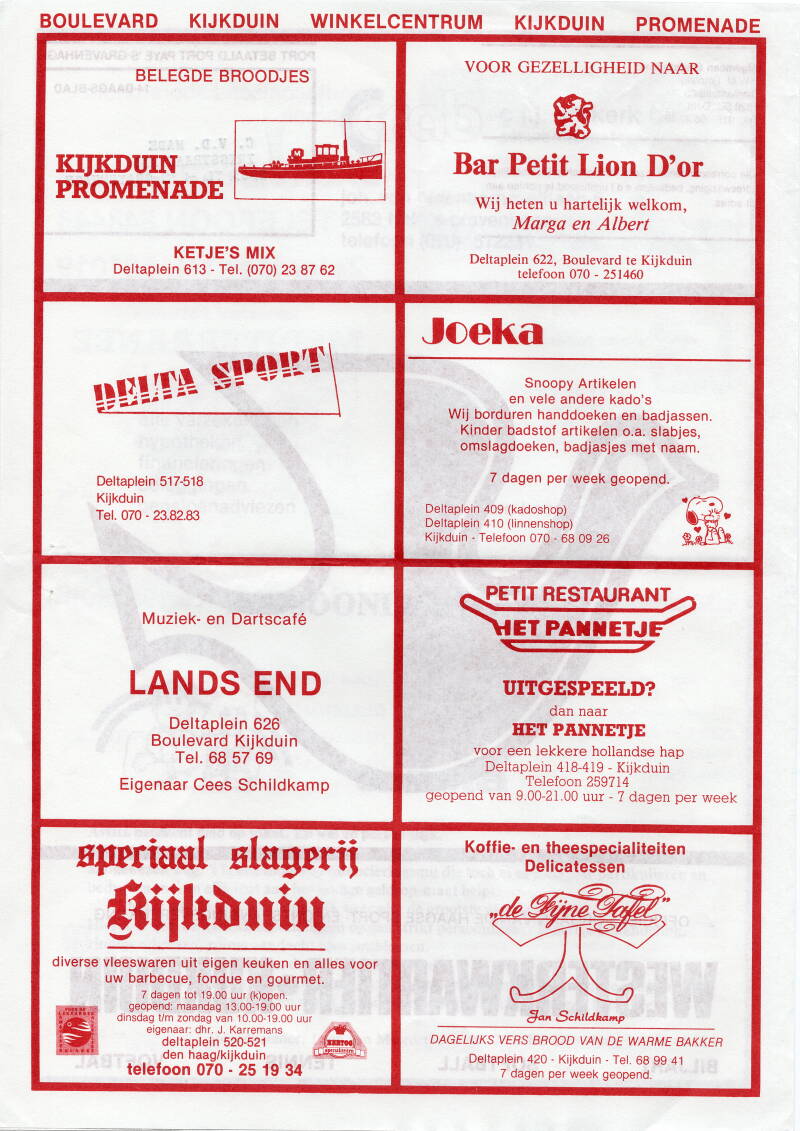 BOULEVARD KIJKDUIN WINKELCENTRUM KIJKDUIN PROMENADE
BELEGDE BROODJES
KIJKDUIN
PROMENADE
KETJE'S MIX
Deltaplein 613 - Tel. (070) 23 87 62
VOOR GEZELLIGHEID NAAR
Bar Petit Lion D'or
Wij heten u hartelijk welkom,
Marga en Albert
Deltaplein 622, Boulevard te Kijkduin
telefoon 070 - 251460
DELTA SPORT
Deltaplein 517-518
Kijkduin
Tel. 070 - 23.82.83
Joeka
Snoopy Artikelen
en vele andere kado's
Wij borduren handdoeken en badjassen.
Kinder badstof artikelen o.a. slabjes,
omslagdoeken, badjasjes met naam.
7 dagen per week geopend.
Deltaplein 409 (kadoshop)
Deltaplein 410 (linnenshop)
Kijkduin - Telefoon 070 - 68 09 26
Muziek- en Dartscafé
LANDS END
Deltaplein 626
Boulevard Kijkduin
Tel. 68 57 69
Eigenaar Cees Schildkamp
PETIT RESTAURANT
HET PANNETJE
UITGESPEELD?
dan naar
HET PANNETJE
voor een lekkere hollandse hap
Deltaplein 418-419 - Kijkduin
Telefoon 259714
geopend van 9.00-21.00 uur - 7 dagen per week
speciaal slagerij
Kijkduin
diverse vleeswaren uit eigen keuken en alles voor
uw barbecue, fondue en gourmet.
7 dagen tot 19.00 uur (k)open.
geopend: maandag 13.00-19.00 uur
dinsdag t/m zondag van 10.00-19.00 uur
eigenaar: dhr. J. Karremans
deltaplein 520-521
den haag/kijkduin
telefoon 070 - 25 19 34
HERTOG
Koffie- en theespecialiteiten
Delicatessen
„de Fijne Tafel"
Jan Schildkamp
DAGELIJKS VERS BROOD VAN DE WARME BAKKER
Deltaplein 420 - Kijkduin - Tel. 68 99 41
7 dagen per week geopend.